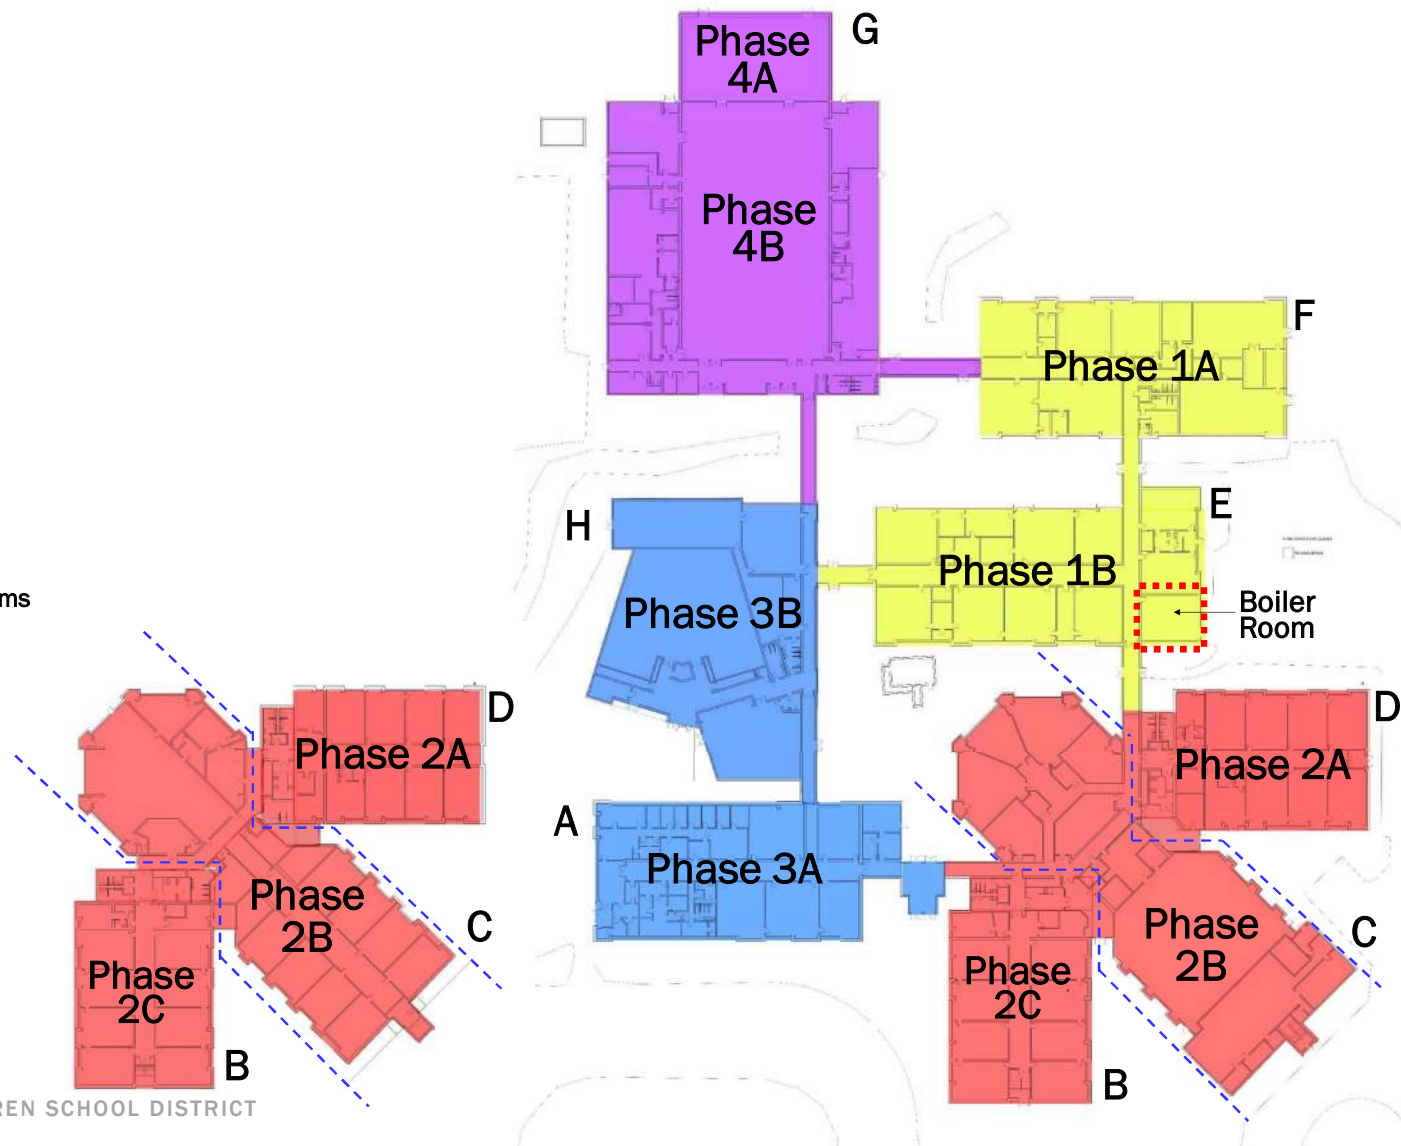 Phase
4A
G
Phase
4B
F
Phase 1A
E
H
Phase 1B
Boiler
Room
Phase 3B
ms
D
Phase 2A
D
Phase 2A
A
Phase 3A
Phase
2B
C
Phase
2B
C
Phase
2C
Phase
2C
B
B
REN SCHOOL DISTRICT